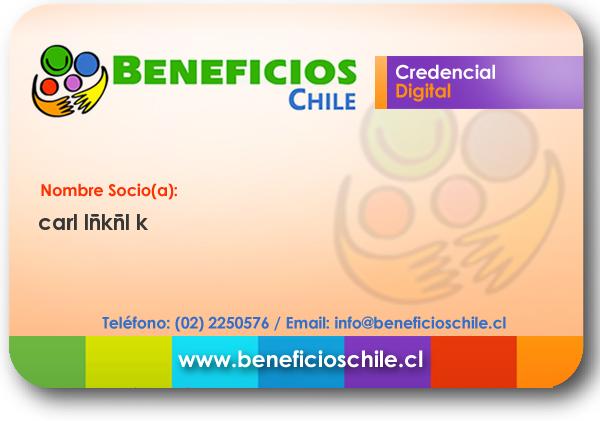 BENEFICIOS
CHILE
Credencial
Digital
Nombre Socio(a):
carl lñkñl k
Teléfono: (02) 2250576 / Email: info@beneficioschile.cl
www.beneficioschile.cl